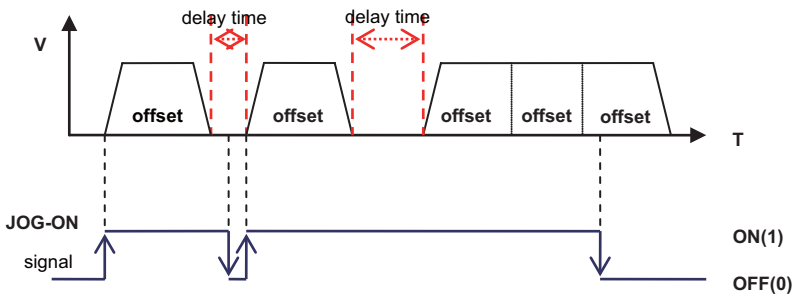 delay time
delay time
V
offset
offset
offset
offset
offset
T
JOG-ON
ON(1)
signal
OFF(0)